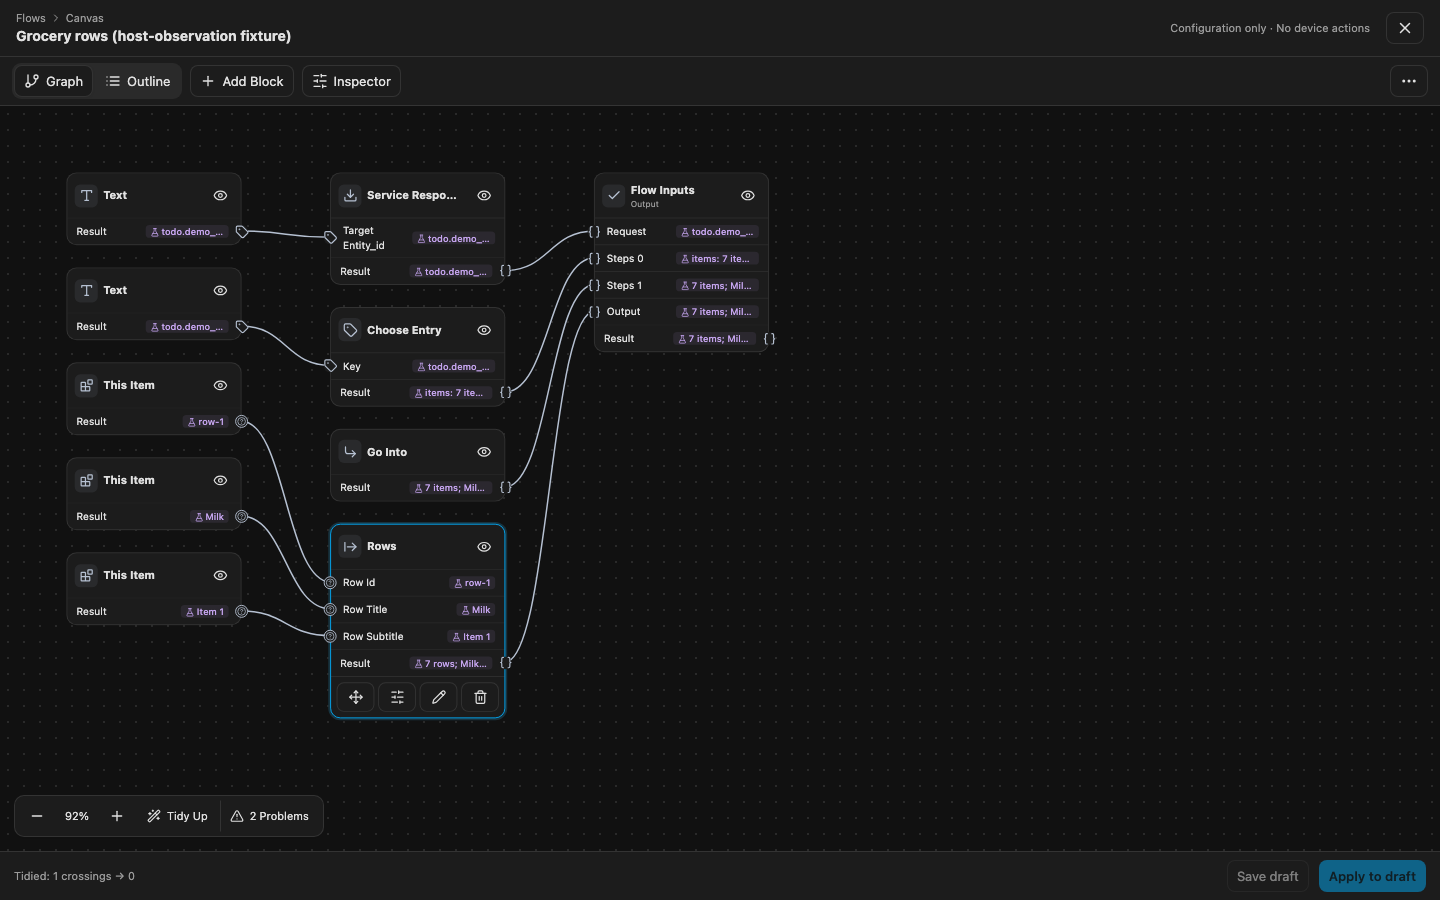 Flows > Canvas
Grocery rows (host-observation fixture)
Configuration only · No device actions
Graph
Outline
Add Block
Inspector
Text
Result
todo.demo_...
Text
Result
todo.demo_...
This Item
Result
row-1
This Item
Result
Milk
This Item
Result
Item 1
Service Respo...
Target
Entity_id
todo.demo_...
Result
todo.demo_...
{ }
Choose Entry
Key
todo.demo_...
Result
items: 7 ite...
{ }
Go Into
Result
7 items; Mil...
{ }
Rows
Row Id
row-1
Row Title
Milk
Row Subtitle
Item 1
Result
7 rows; Milk...
{ }
Flow Inputs
Output
{ } Request
todo.demo_...
{ } Steps 0
items: 7 ite...
{ } Steps 1
7 items; Mil...
{ } Output
7 items; Mil...
Result
7 items; Mil...
{ }
92%
Tidy Up
2 Problems
Tidied: 1 crossings → 0
Save draft
Apply to draft